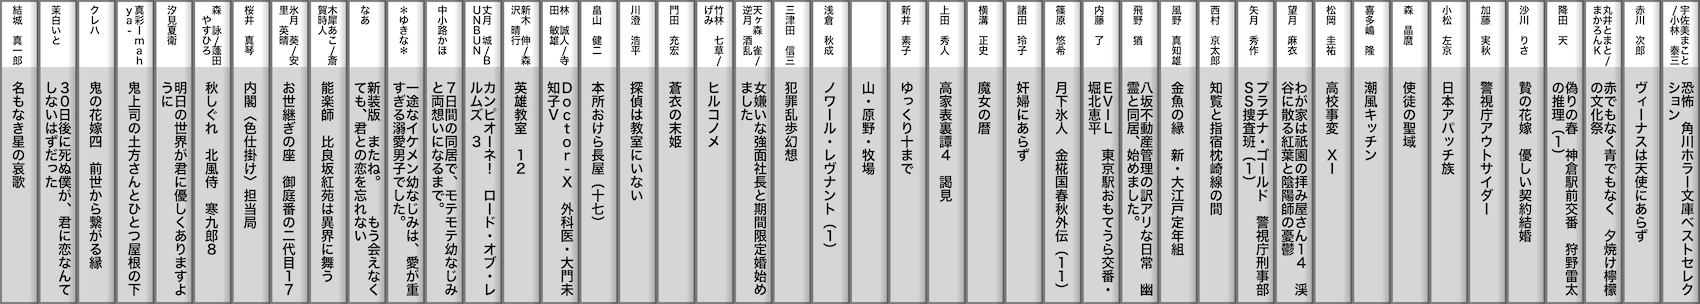 宇佐美まこと
/小林 泰三
恐怖 角川ホラー文庫ベストセレク
ション
赤川 次郎
ヴィーナスは天使にあらず
丸井とまと/
まかろんK
赤でもなく青でもなく 夕焼け檸檬
の文化祭
降田 天
偽りの春 神倉駅前交番 狩野雷太
の推理（1）
沙川 りさ
贄の花嫁 優しい契約結婚
加藤 実秋
警視庁アウトサイダー
小松 左京
日本アパッチ族
森 晶麿
使徒の聖域
喜多嶋 隆
潮風キッチン
松岡 圭祐
高校事変 XI
望月 麻衣
わが家は祇園の拝み屋さん14 渓
谷に散る紅葉と陰陽師の憂鬱
矢月 秀作
プラチナ・ゴールド 警視庁刑事部
SS捜査班（1）
西村 京太郎
知覧と指宿枕崎線の間
風野 真知雄
金魚の縁 新・大江戸定年組
飛野 猶
八坂不動産管理の訳アリな日常 幽
霊と同居、始めました。
内藤 了
EVIL 東京駅おもてうら交番・
堀北恵平
篠原 悠希
月下氷人 金椛国春秋外伝（11）
諸田 玲子
奸婦にあらず
横溝 正史
魔女の暦
上田 秀人
高家表裏譚4 謁見
新井 素子
ゆっくり十まで
山・原野・牧場
浅倉 秋成
ノワール・レヴナント（1）
三津田 信三
犯罪乱歩幻想
天ヶ森 雀/
逆月 酒乱
女嫌いな強面社長と期間限定婚始め
ました
竹林 七草/
げみ
ヒルコノメ
門田 充宏
蒼衣の末姫
川澄 浩平
探偵は教室にいない
畠山 健二
本所おけら長屋（十七）
林 誠人/寺
田 敏雄
Doctor-X 外科医・大門未
知子V
新木 伸/森
沢 晴行
英雄教室 12
丈月 城/B
UNBUN
カンピオーネ！ ロード・オブ・レ
ルムズ 3
中小路かほ
7日間の同居で、モテモテ幼なじみ
と両想いになるまで。
＊ゆきな＊
一途なイケメン幼なじみは、愛が重
すぎる溺愛男子でした。
なあ
新装版 またね。 もう会えなく
ても、君との恋を忘れない
木犀あこ/斎
賀時人
能楽師 比良坂紅苑は異界に舞う
氷月 葵/安
里 英晴
お世継ぎの座 御庭番の二代目17
桜井 真琴
内閣〈色仕掛け〉担当局
森 詠/蓬田
やすひろ
秋しぐれ 北風侍 寒九郎8
汐見夏衛
明日の世界が君に優しくありますよ
うに
真彩-mah
ya-
鬼上司の土方さんとひとつ屋根の下
クレハ
鬼の花嫁四 前世から繋がる縁
茉白いと
30日後に死ぬ僕が、君に恋なんて
しないはずだった
結城 真一郎
名もなき星の哀歌